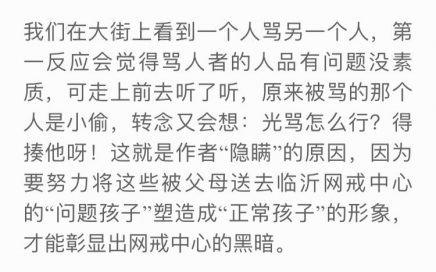 我们在大街上看到一个人骂另一个人，第
一反应会觉得骂人者的人品有问题没素
质，可走上前去听了听，原来被骂的那个
人是小偷，转念又会想：光骂怎么行？得
揍他呀！这就是作者“隐瞒”的原因，因为
要努力将这些被父母送去临沂网戒中心
的“问题孩子”塑造成“正常孩子”的形象，
才能彰显出网戒中心的黑暗。